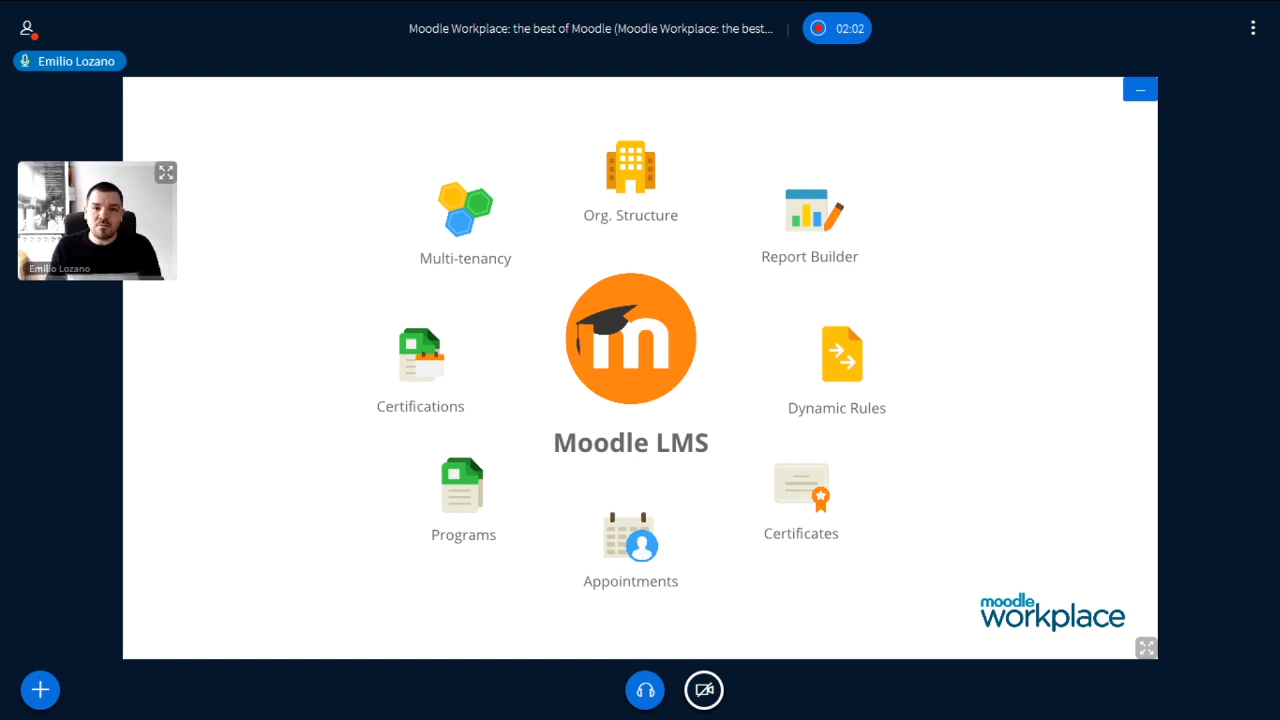 Moodle Workplace: the best of Moodle (Moodle Workplace: the best...
02:02
Emilio Lozano
Emilio Lozano
Org. Structure
Multi-tenancy
Report Builder
m
Certifications
Dynamic Rules
Moodle LMS
Programs
Certificates
Appointments
moodle
workplace